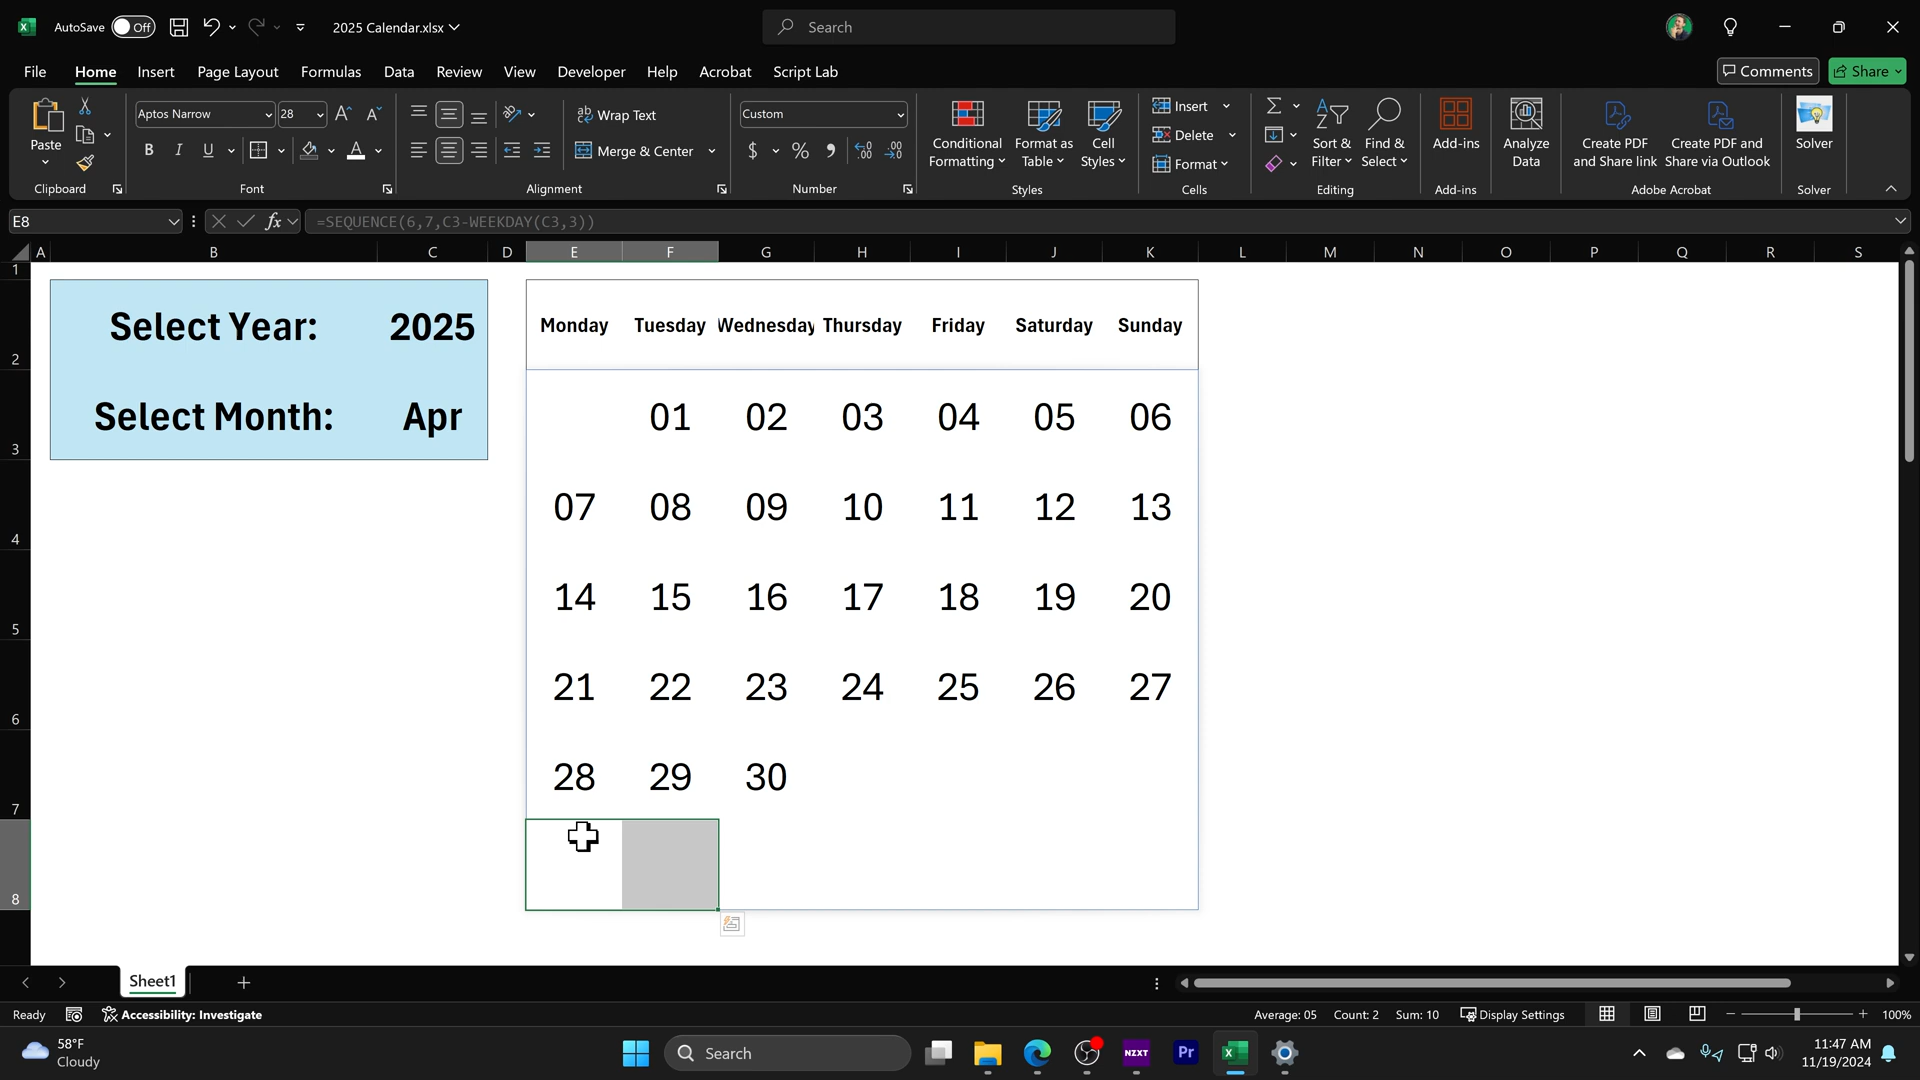 AutoSave Off 2025 Calendar.xlsx Search
File Home Insert Page Layout Formulas Data Review View Developer Help Acrobat Script Lab Comments Share
Paste
Clipboard
Aptos Narrow 28
B I U A
Font
Wrap Text
Merge & Center
Alignment
Custom
$ % 9
Number
Conditional
Formatting
Format as
Table
Cell
Styles
Styles
Insert
Delete
Format
Cells
Sort &
Filter
Find &
Select
Editing
Add-ins
Add-ins
Analyze
Data
Create PDF
and Share link
Create PDF and
Share via Outlook
Adobe Acrobat
Solver
Solver
E8 fx =SEQUENCE(6,7,C3-WEEKDAY(C3,3))
A B C D E F G H I J K L M N O P Q R S
1
2
3
4
5
6
7
8
Select Year: 2025
Select Month: Apr
Monday Tuesday Wednesday Thursday Friday Saturday Sunday
01 02 03 04 05 06
07 08 09 10 11 12 13
14 15 16 17 18 19 20
21 22 23 24 25 26 27
28 29 30
Sheet1
Ready Accessibility: Investigate Average: 05 Count: 2 Sum: 10 Display Settings 100%
58°F
Cloudy
Search
NZXT
Pr
11:47 AM
11/19/2024